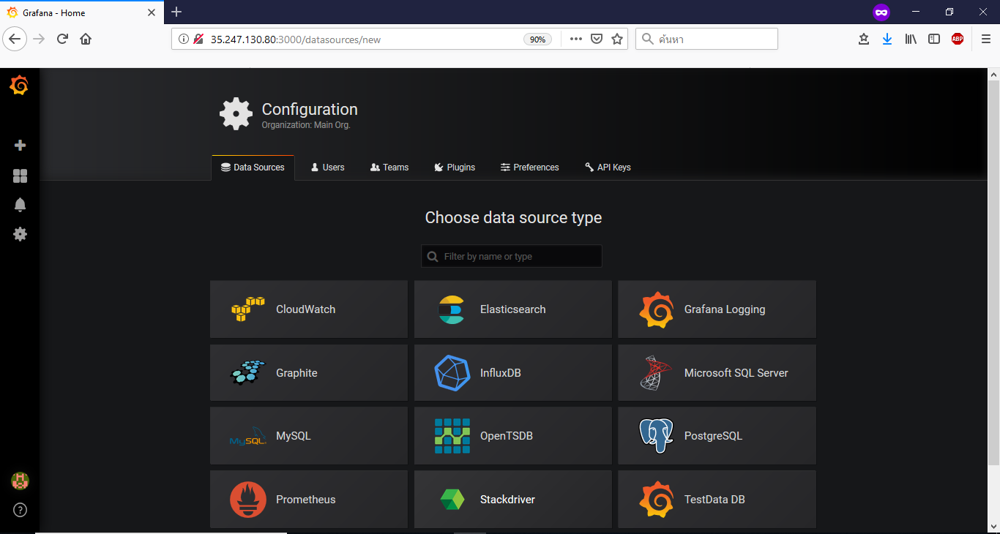 Grafana - Home
35.247.130.80:3000/datasources/new
90%
ค้นหา
ABP
Configuration
Organization: Main Org.
Data Sources
Users
Teams
Plugins
Preferences
API Keys
Choose data source type
Filter by name or type
CloudWatch
Elasticsearch
Grafana Logging
Graphite
InfluxDB
Microsoft SQL Server
MySQL
MySQL
OpenTSDB
PostgreSQL
Prometheus
Stackdriver
TestData DB